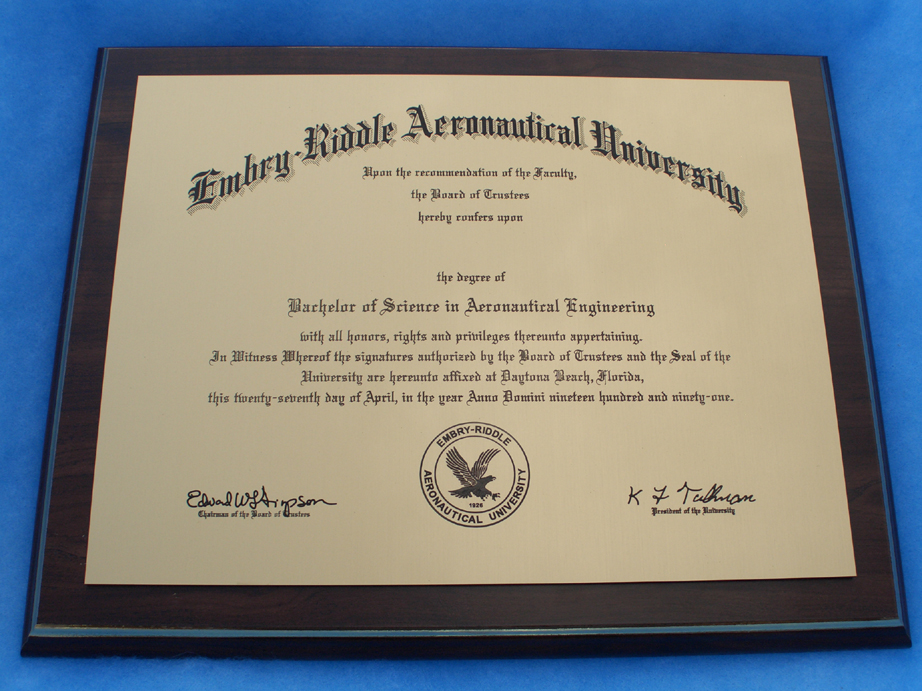 Embry-Riddle Aeronautical University
Upon the recommendation of the Faculty,
the Board of Trustees
hereby confers upon
the degree of
Bachelor of Science in Aeronautical Engineering
with all honors, rights and privileges thereunto appertaining.
In Witness Whereof the signatures authorized by the Board of Trustees and the Seal of the
University are hereunto affixed at Daytona Beach, Florida,
this twenty-seventh day of April, in the year Anno Domini nineteen hundred and ninety-one.
EMBRY-RIDDLE
AERONAUTICAL UNIVERSITY
1926
Edward W Simpson
Chairman of the Board of Trustees
K F Tallman
President of the University